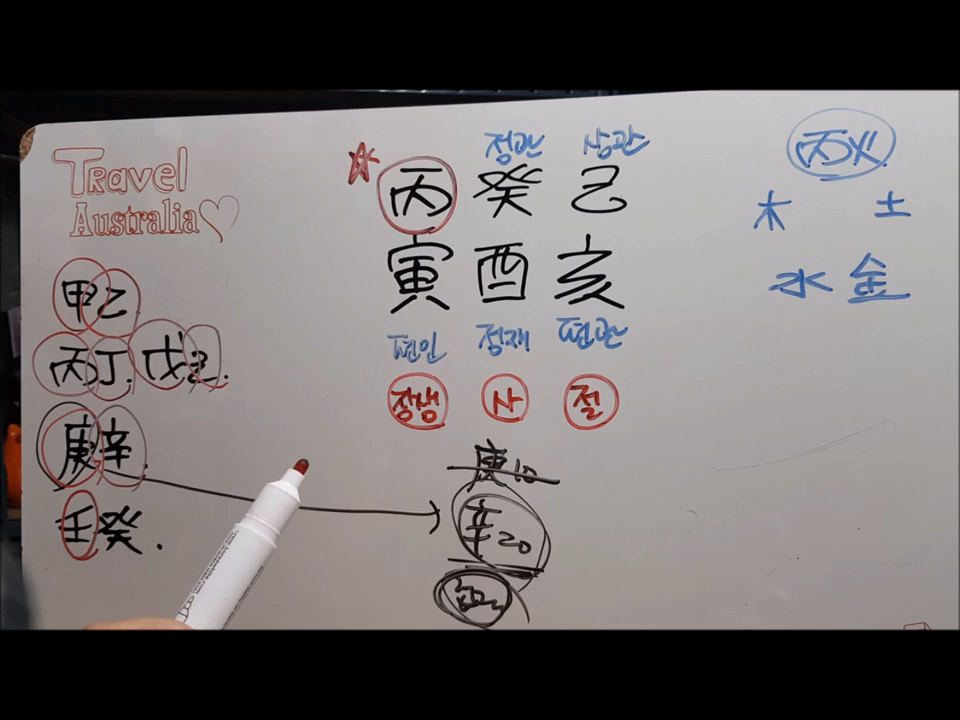 Travel
Australia
정관 상관
丙 癸 己
寅 酉 亥
편인 정재 편관
장생 사 절
甲乙
丙丁. 戊己.
庚辛.
壬癸.
庚10
辛20
丙火
木 土
水 金